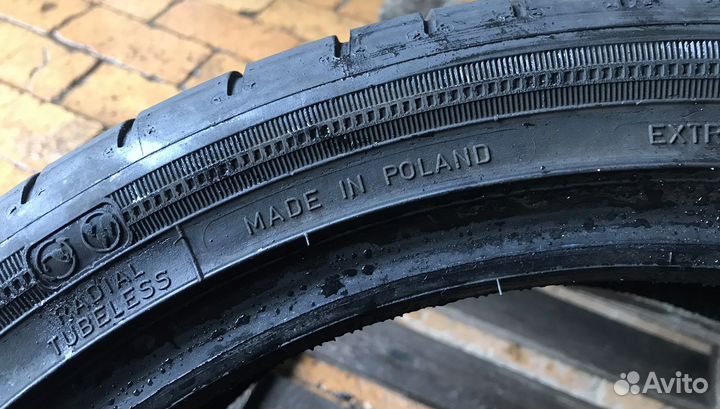 EXTR
MADE IN POLAND
RADIAL
TUBELESS
Avito